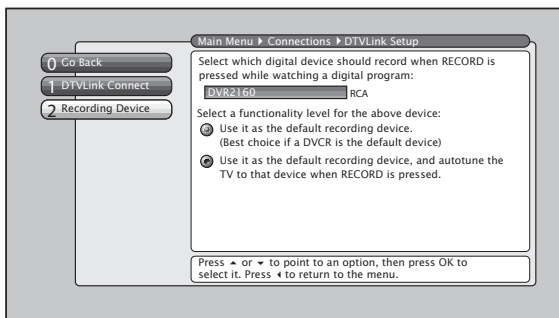 Main Menu ▸ Connections ▸ DTVLink Setup
0 Go Back
1 DTVLink Connect
2 Recording Device
Select which digital device should record when RECORD is
pressed while watching a digital program:
DVR2160 RCA
Select a functionality level for the above device:
Use it as the default recording device.
(Best choice if a DVCR is the default device)
Use it as the default recording device, and autotune the
TV to that device when RECORD is pressed.
Press ▴ or ▾ to point to an option, then press OK to
select it. Press ◂ to return to the menu.